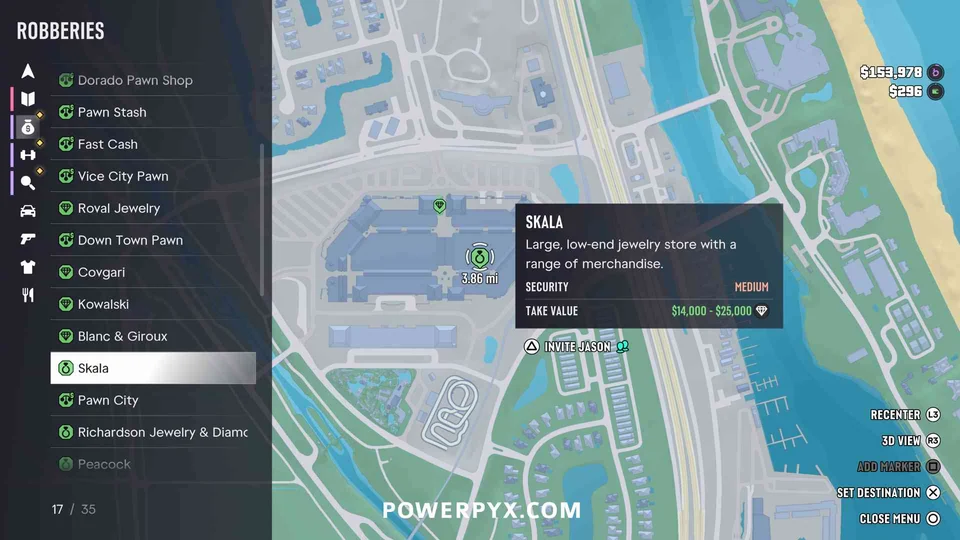 ROBBERIES
Dorado Pawn Shop
Pawn Stash
Fast Cash
Vice City Pawn
Roval Jewelry
Down Town Pawn
Covgari
Kowalski
Blanc & Giroux
Skala
Pawn City
Richardson Jewelry & Diamo
Peacock
17 / 35
$153,978
$296
3.86 mi
SKALA
Large, low-end jewelry store with a
range of merchandise.
SECURITY MEDIUM
TAKE VALUE $14,000 - $25,000
INVITE JASON
RECENTER L3
3D VIEW R3
ADD MARKER
SET DESTINATION
CLOSE MENU
POWERPYX.COM